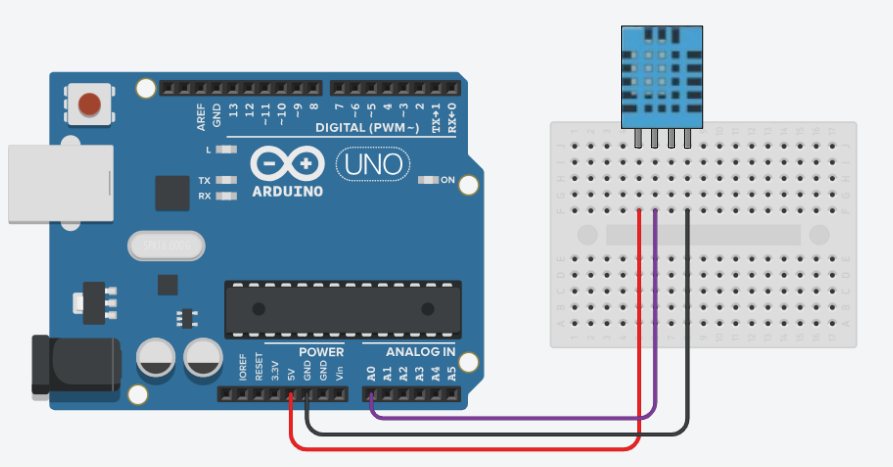 AREF
GND
13
12
~11
~10
~9
8
7
~6
~5
4
~3
2
TX→1
RX←0
DIGITAL (PWM~)
L
TX
RX
ARDUINO
UNO
ON
POWER
ANALOG IN
IOREF
RESET
3.3V
5V
GND
GND
Vin
A0
A1
A2
A3
A4
A5